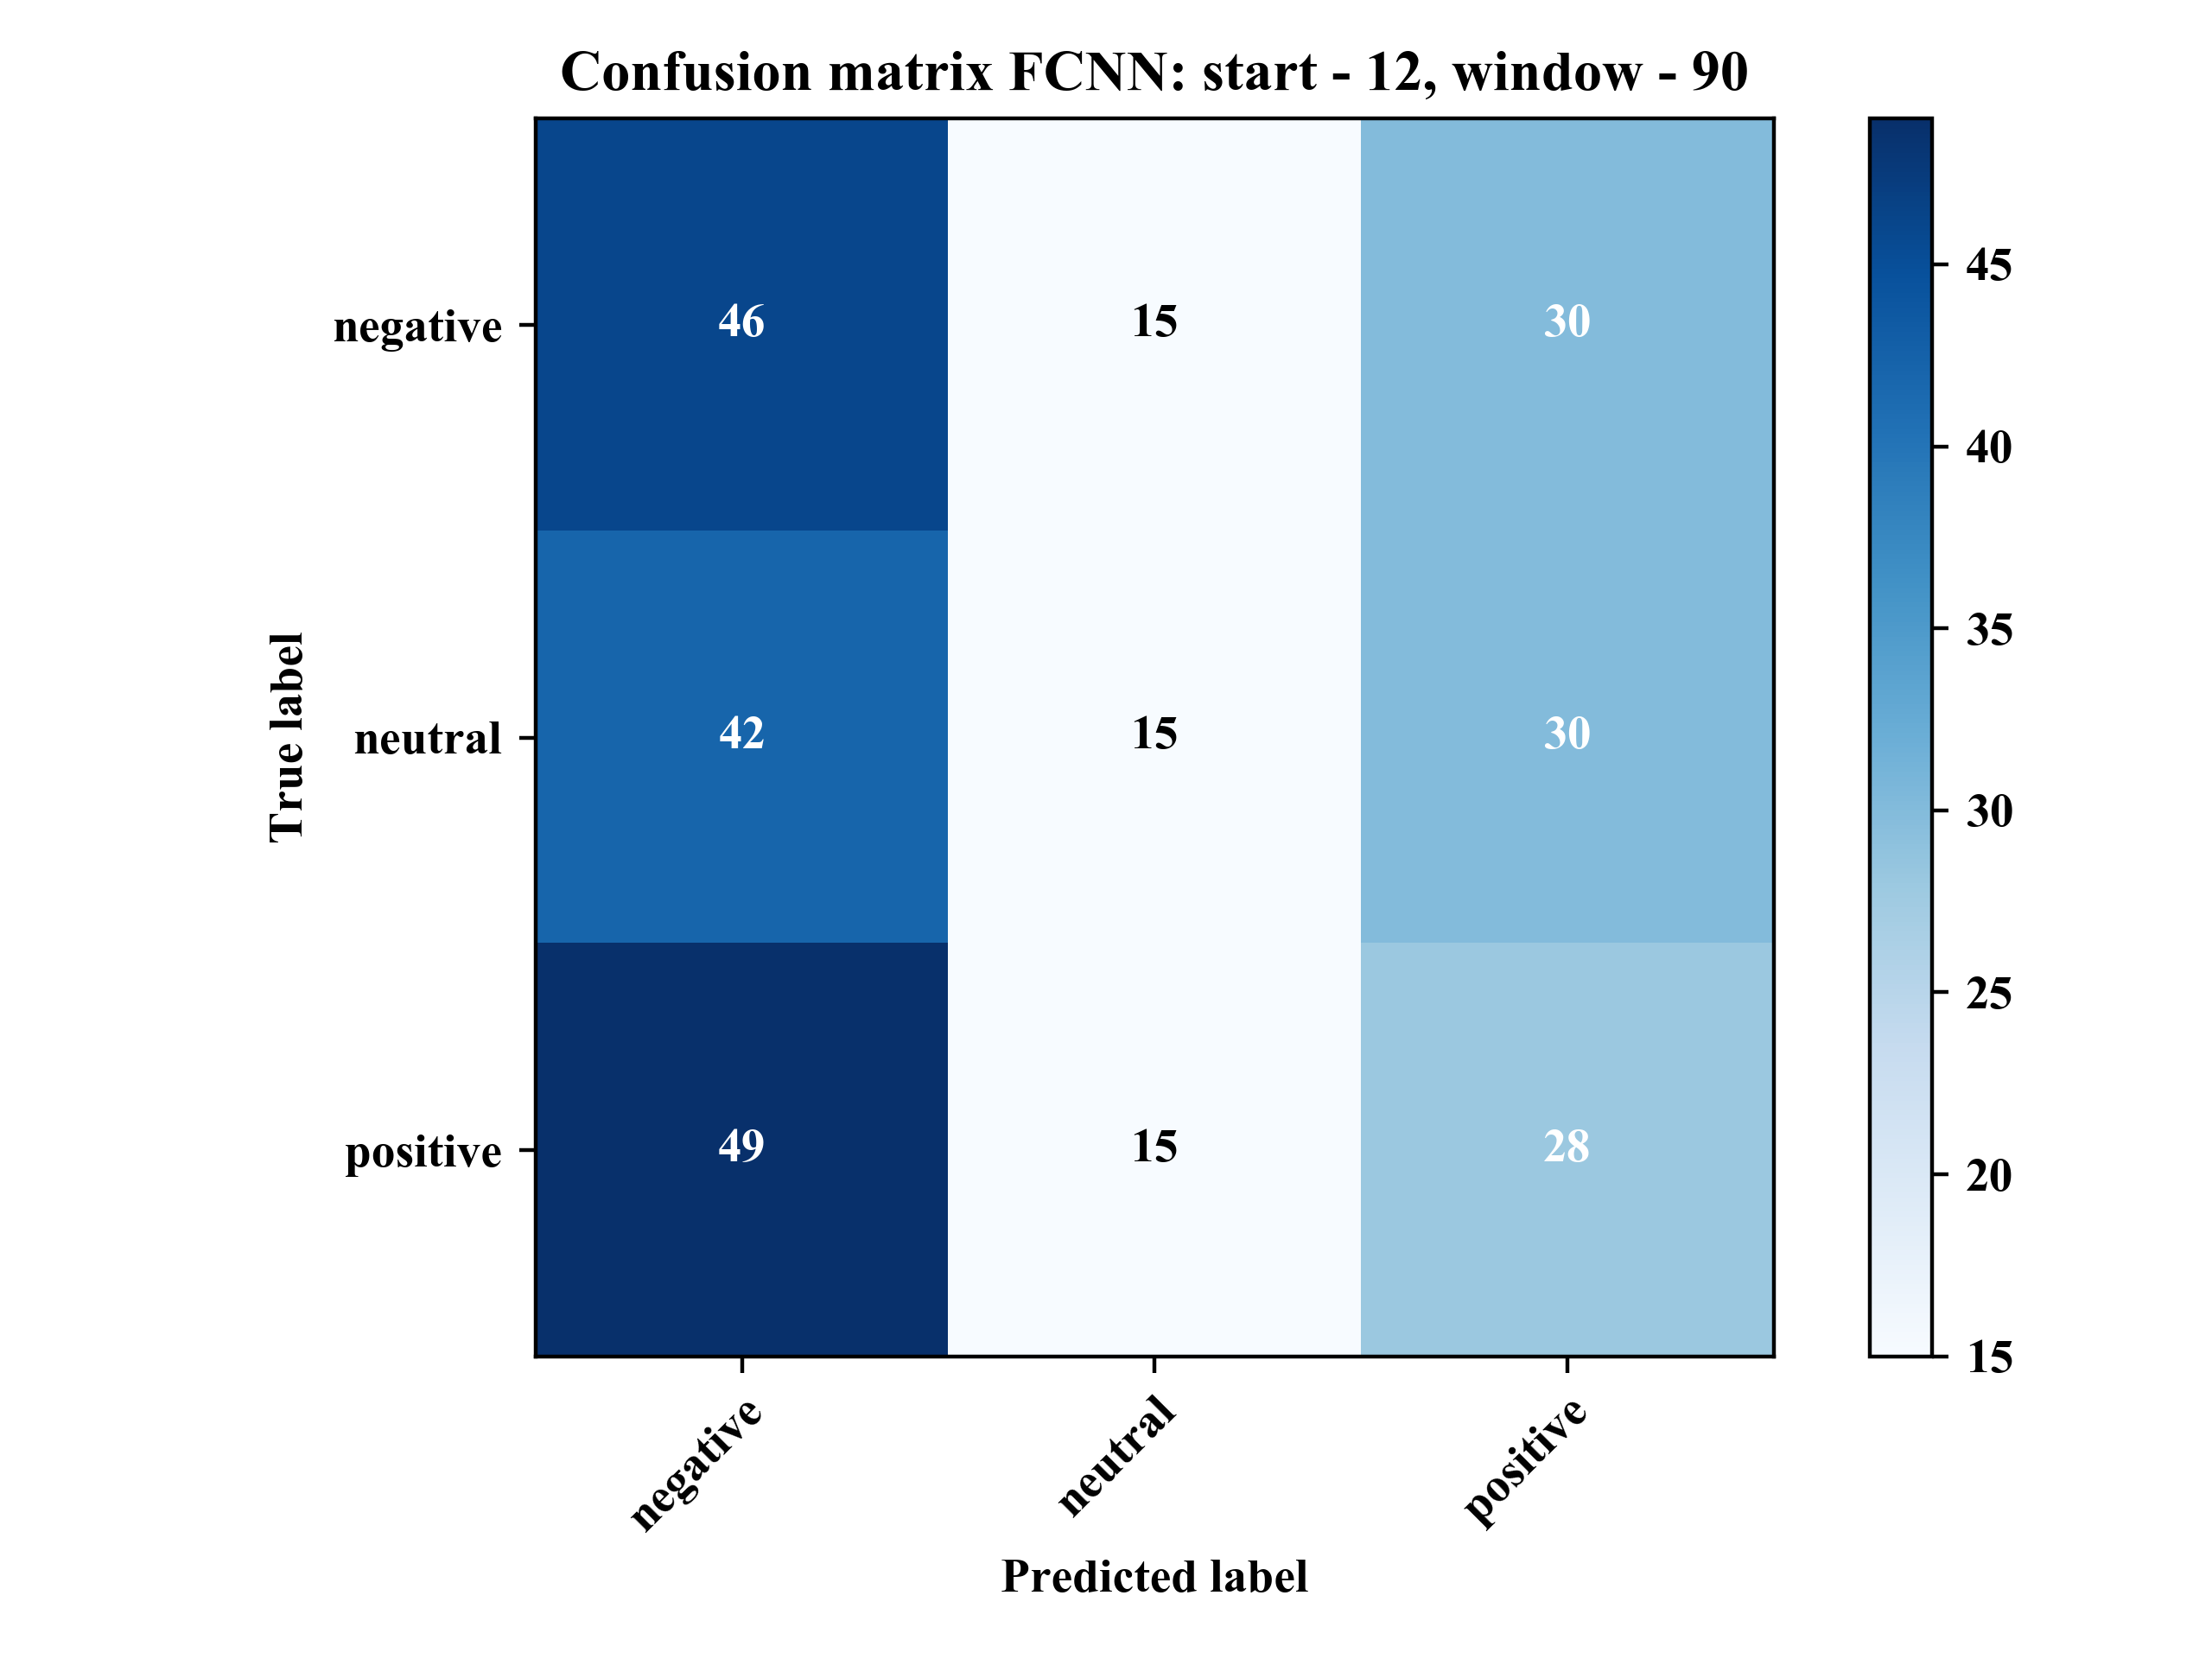 Confusion matrix FCNN: start - 12, window - 90
True label
negative
46
15
30
neutral
42
15
30
positive
49
15
28
negative
neutral
positive
Predicted label
45
40
35
30
25
20
15